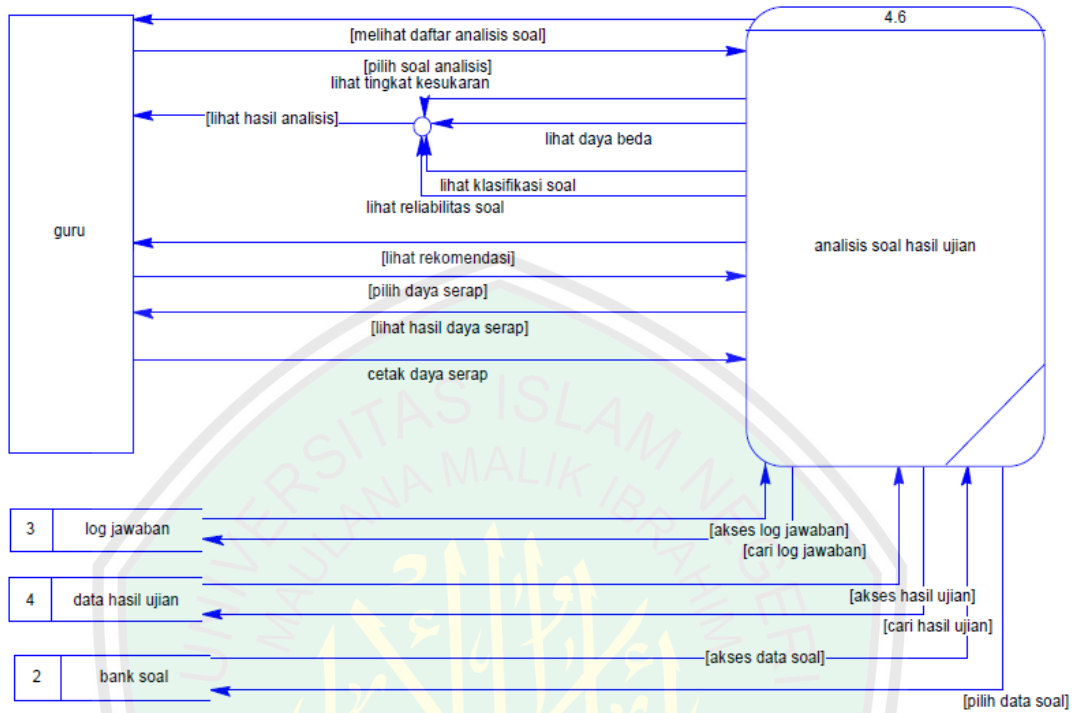 4.6
[melihat daftar analisis soal]
[pilih soal analisis]
lihat tingkat kesukaran
[lihat hasil analisis]
lihat daya beda
lihat klasifikasi soal
lihat reliabilitas soal
guru
analisis soal hasil ujian
[lihat rekomendasi]
[pilih daya serap]
[lihat hasil daya serap]
cetak daya serap
3
log jawaban
[akses log jawaban]
[cari log jawaban]
4
data hasil ujian
[akses hasil ujian]
[cari hasil ujian]
2
bank soal
[akses data soal]
[pilih data soal]
UNIVERSITAS ISLAM NEGERI
MAULANA MALIK IBRAHIM